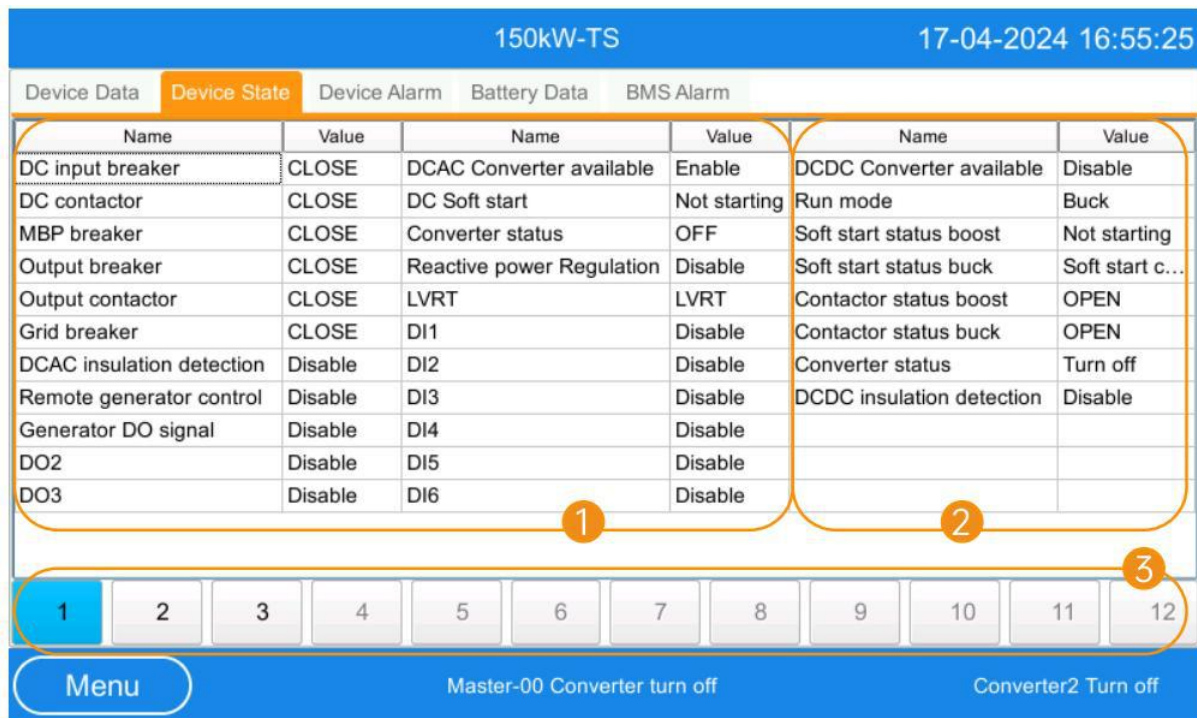 150kW-TS 17-04-2024 16:55:25
Device Data Device State Device Alarm Battery Data BMS Alarm
Name Value Name Value Name Value
DC input breaker CLOSE DCAC Converter available Enable DCDC Converter available Disable
DC contactor CLOSE DC Soft start Not starting Run mode Buck
MBP breaker CLOSE Converter status OFF Soft start status boost Not starting
Output breaker CLOSE Reactive power Regulation Disable Soft start status buck Soft start c...
Output contactor CLOSE LVRT LVRT Contactor status boost OPEN
Grid breaker CLOSE DI1 Disable Contactor status buck OPEN
DCAC insulation detection Disable DI2 Disable Converter status Turn off
Remote generator control Disable DI3 Disable DCDC insulation detection Disable
Generator DO signal Disable DI4 Disable
DO2 Disable DI5 Disable
DO3 Disable DI6 Disable
1 2
3
1 2 3 4 5 6 7 8 9 10 11 12
Menu Master-00 Converter turn off Converter2 Turn off